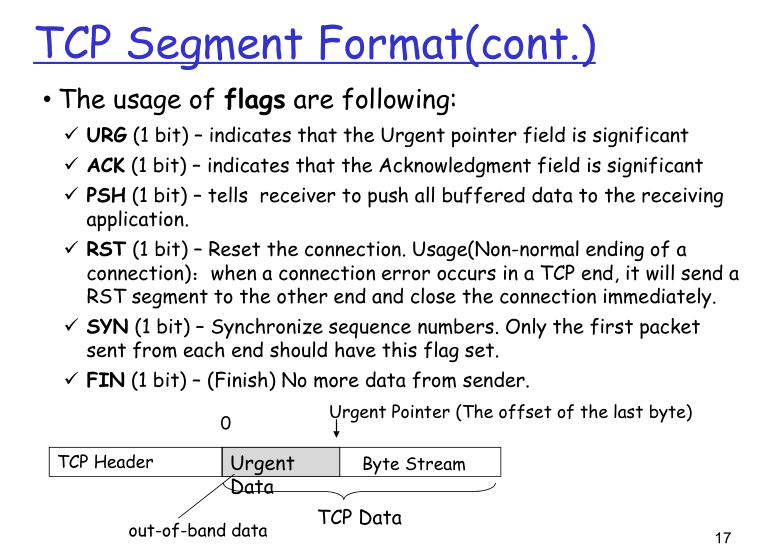 TCP Segment Format(cont.)
• The usage of flags are following:
✓ URG (1 bit) – indicates that the Urgent pointer field is significant
✓ ACK (1 bit) – indicates that the Acknowledgment field is significant
✓ PSH (1 bit) – tells receiver to push all buffered data to the receiving
application.
✓ RST (1 bit) – Reset the connection. Usage(Non-normal ending of a
connection): when a connection error occurs in a TCP end, it will send a
RST segment to the other end and close the connection immediately.
✓ SYN (1 bit) – Synchronize sequence numbers. Only the first packet
sent from each end should have this flag set.
✓ FIN (1 bit) – (Finish) No more data from sender.
0
Urgent Pointer (The offset of the last byte)
TCP Header
Urgent
Data
Byte Stream
TCP Data
out-of-band data
17